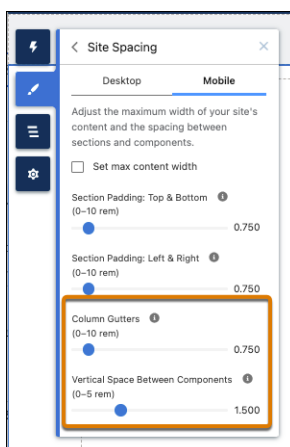 Site Spacing
Desktop Mobile
Adjust the maximum width of your site's
content and the spacing between
sections and components.
Set max content width
Section Padding: Top & Bottom
(0–10 rem)
0.750
Section Padding: Left & Right
(0–10 rem)
0.750
Column Gutters
(0–10 rem)
0.750
Vertical Space Between Components
(0–5 rem)
1.500